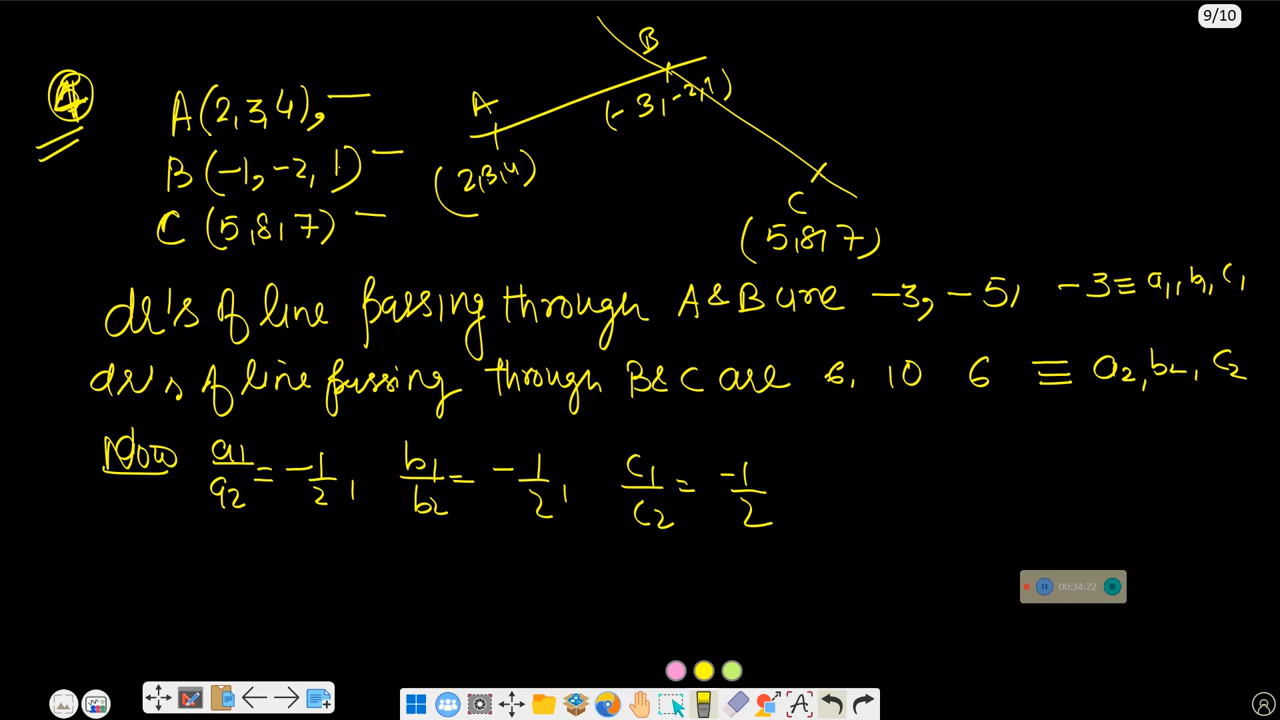 9/10
4
A(2,3,4),
B(-1,-2,1)
C(5,8,7)
A
(2,3,4)
B
(-3,-2,1)
C
(5,8,7)
dr's of line passing through A&B are -3, -5, -3 ≡ a₁, b₁, c₁
dr's of line passing through B&C are 6, 10 6 ≡ a₂, b₂, c₂
Now a₁/a₂ = -1/2, b₁/b₂ = -1/2, c₁/c₂ = -1/2
00:34:22